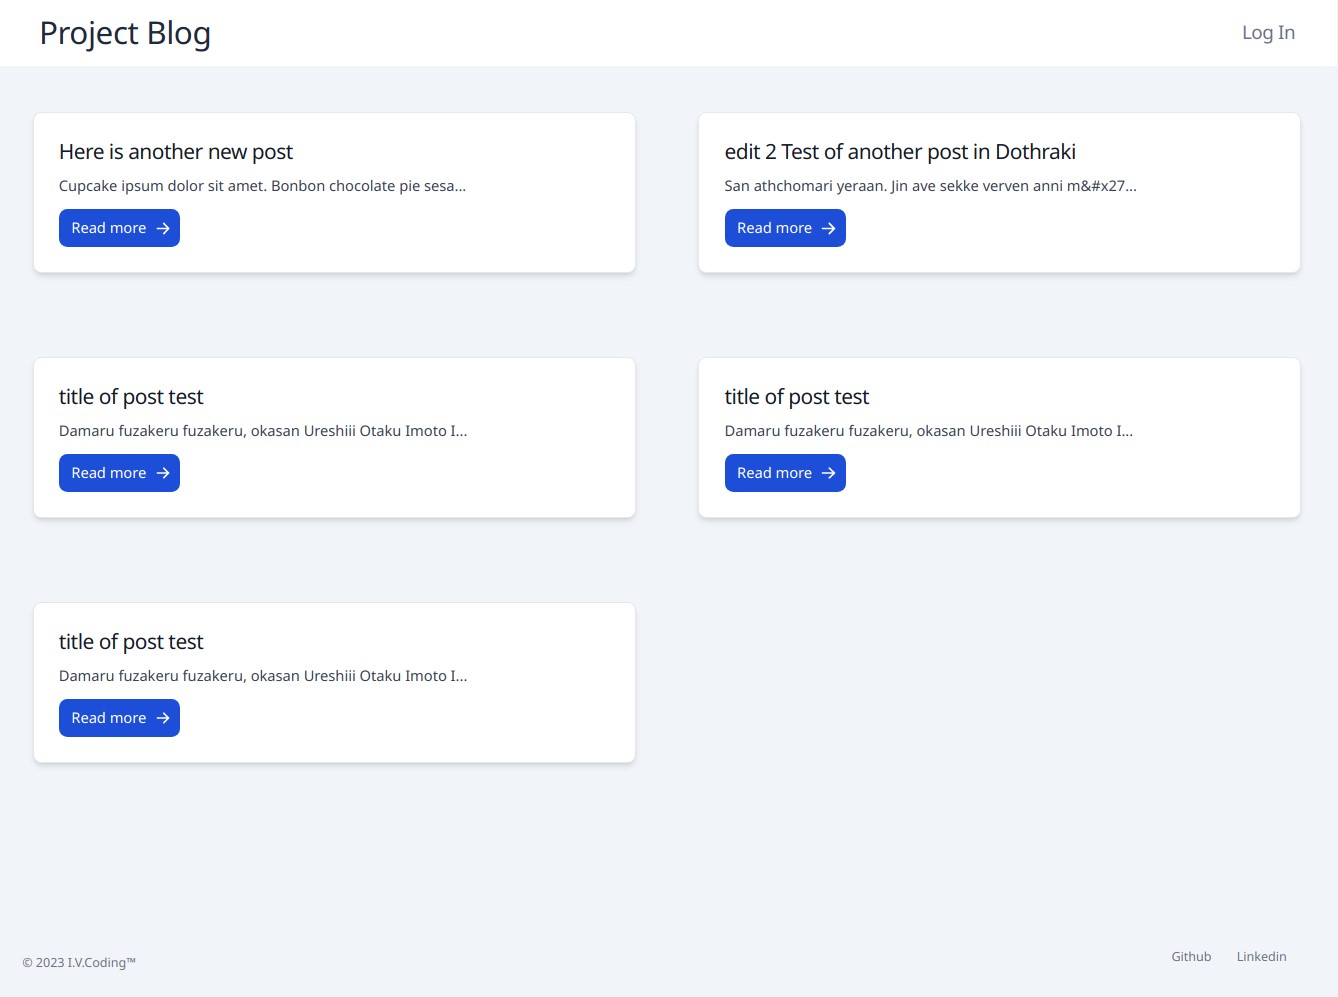 Project Blog
Log In
Here is another new post
Cupcake ipsum dolor sit amet. Bonbon chocolate pie sesa...
Read more
edit 2 Test of another post in Dothraki
San athchomari yeraan. Jin ave sekke verven anni m&#x27...
Read more
title of post test
Damaru fuzakeru fuzakeru, okasan Ureshiii Otaku Imoto I...
Read more
title of post test
Damaru fuzakeru fuzakeru, okasan Ureshiii Otaku Imoto I...
Read more
title of post test
Damaru fuzakeru fuzakeru, okasan Ureshiii Otaku Imoto I...
Read more
© 2023 I.V.Coding™
Github
Linkedin